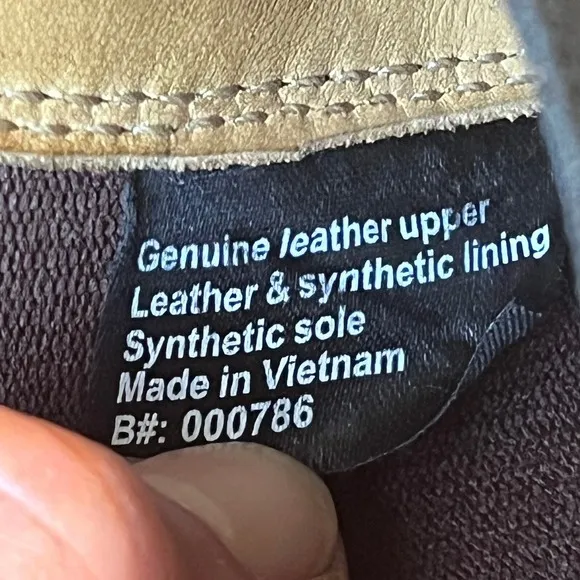 Genuine leather upper
Leather & synthetic lining
Synthetic sole
Made in Vietnam
B#: 000786